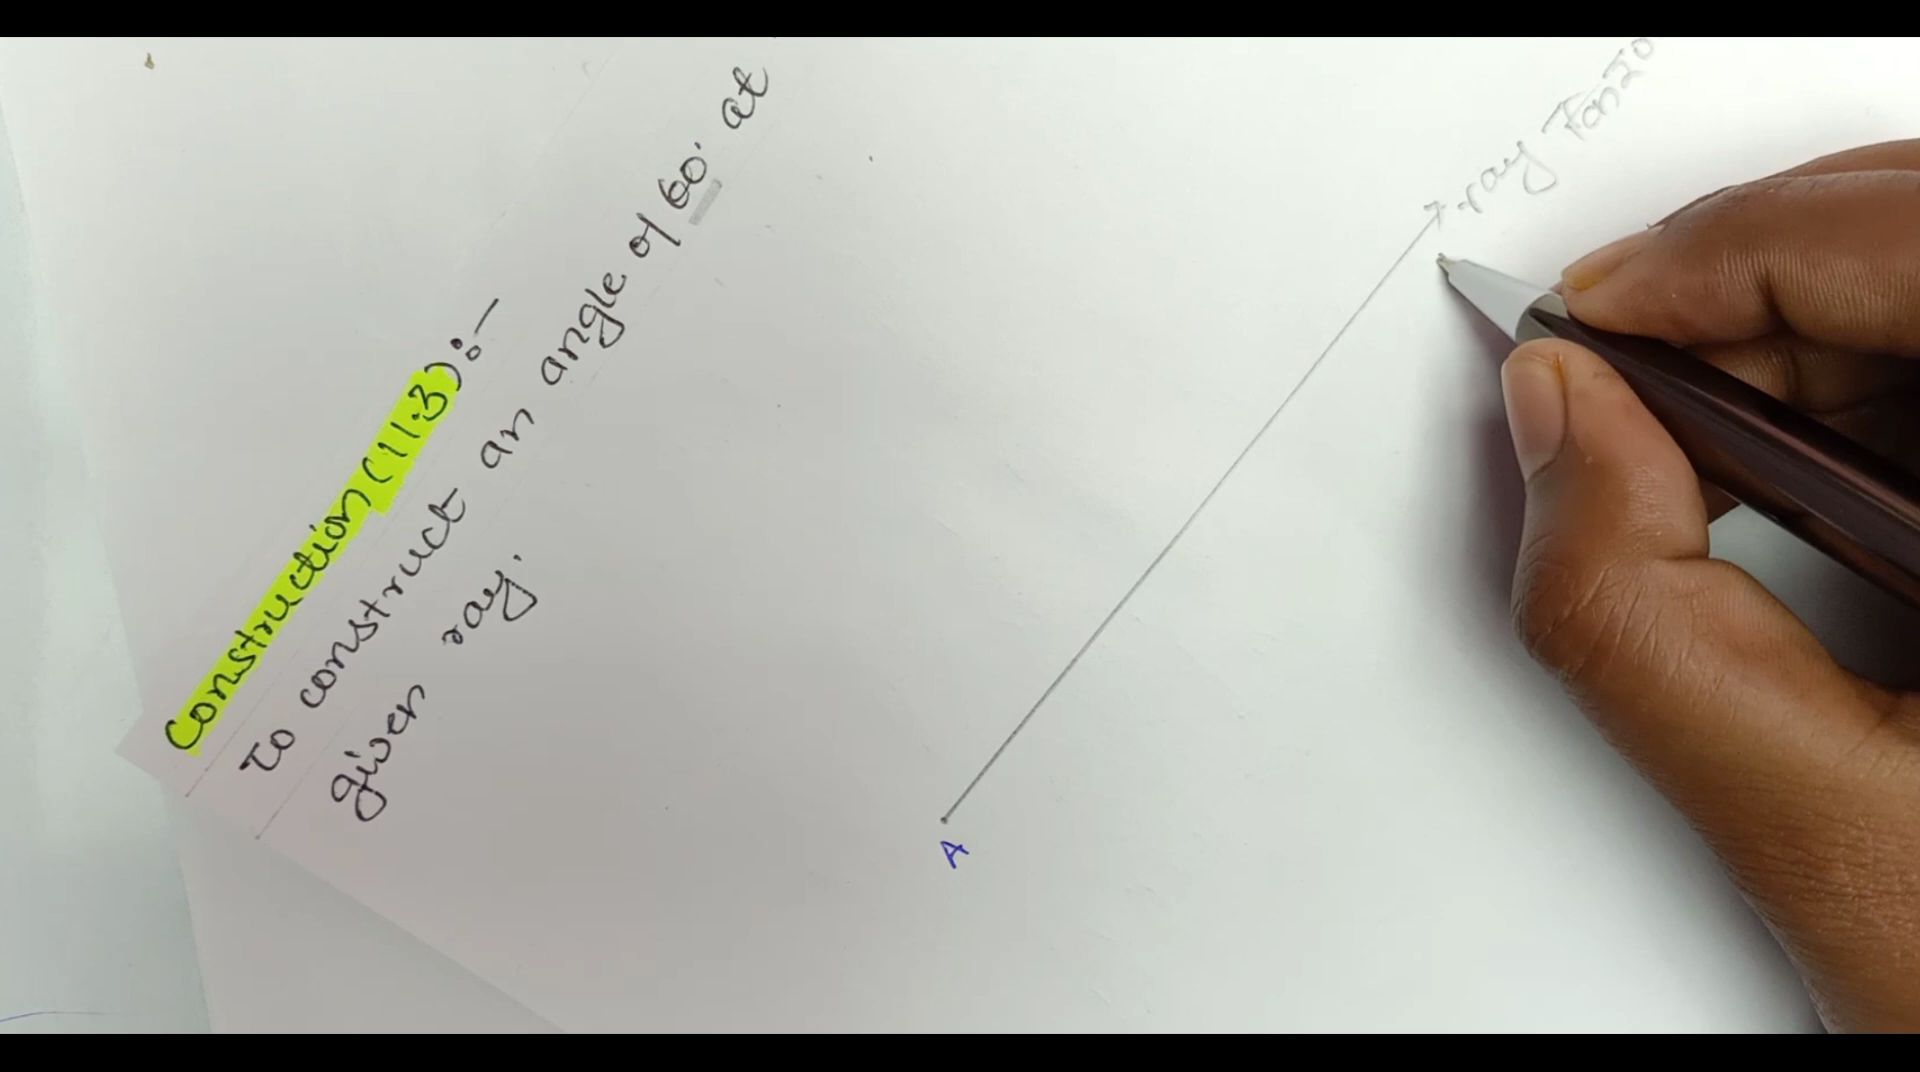 Construction (11.3):-
To construct an angle of 60° at
given ray.
A
ray